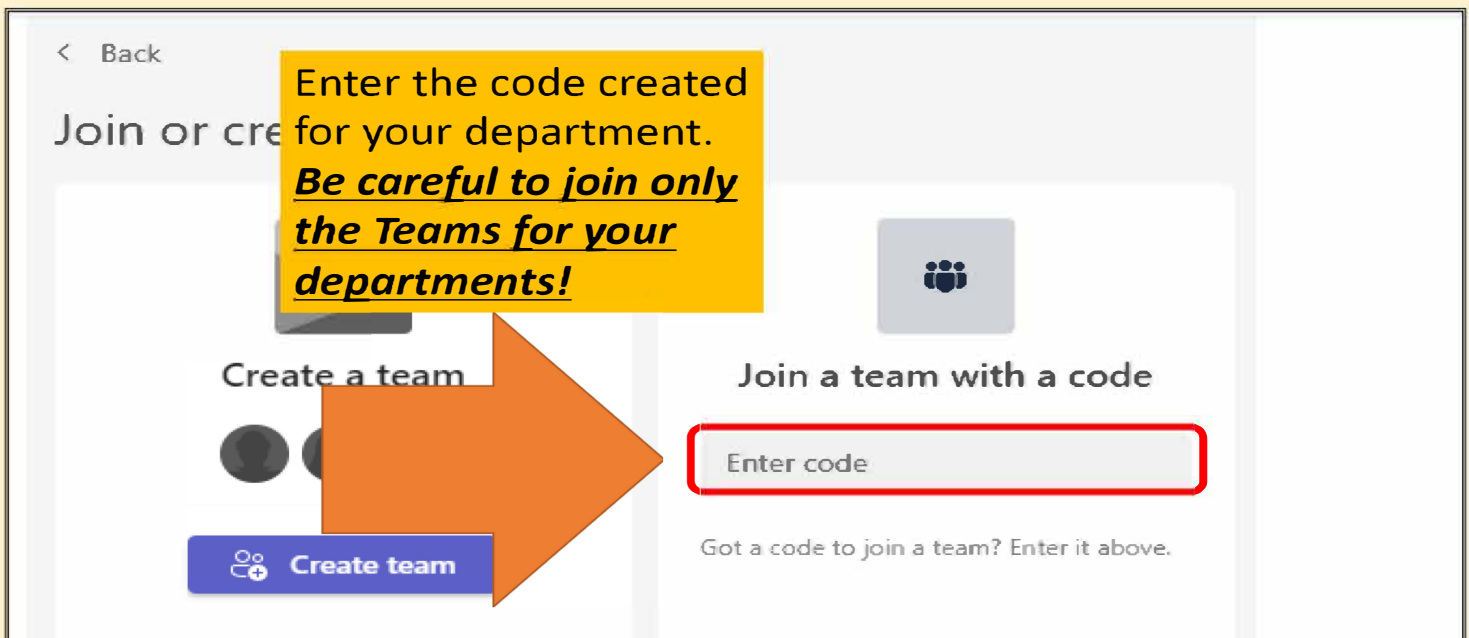 < Back
Enter the code created
for your department.
Be careful to join only
the Teams for your
departments!
Join or cre
Create a team
Create team
Join a team with a code
Enter code
Got a code to join a team? Enter it above.